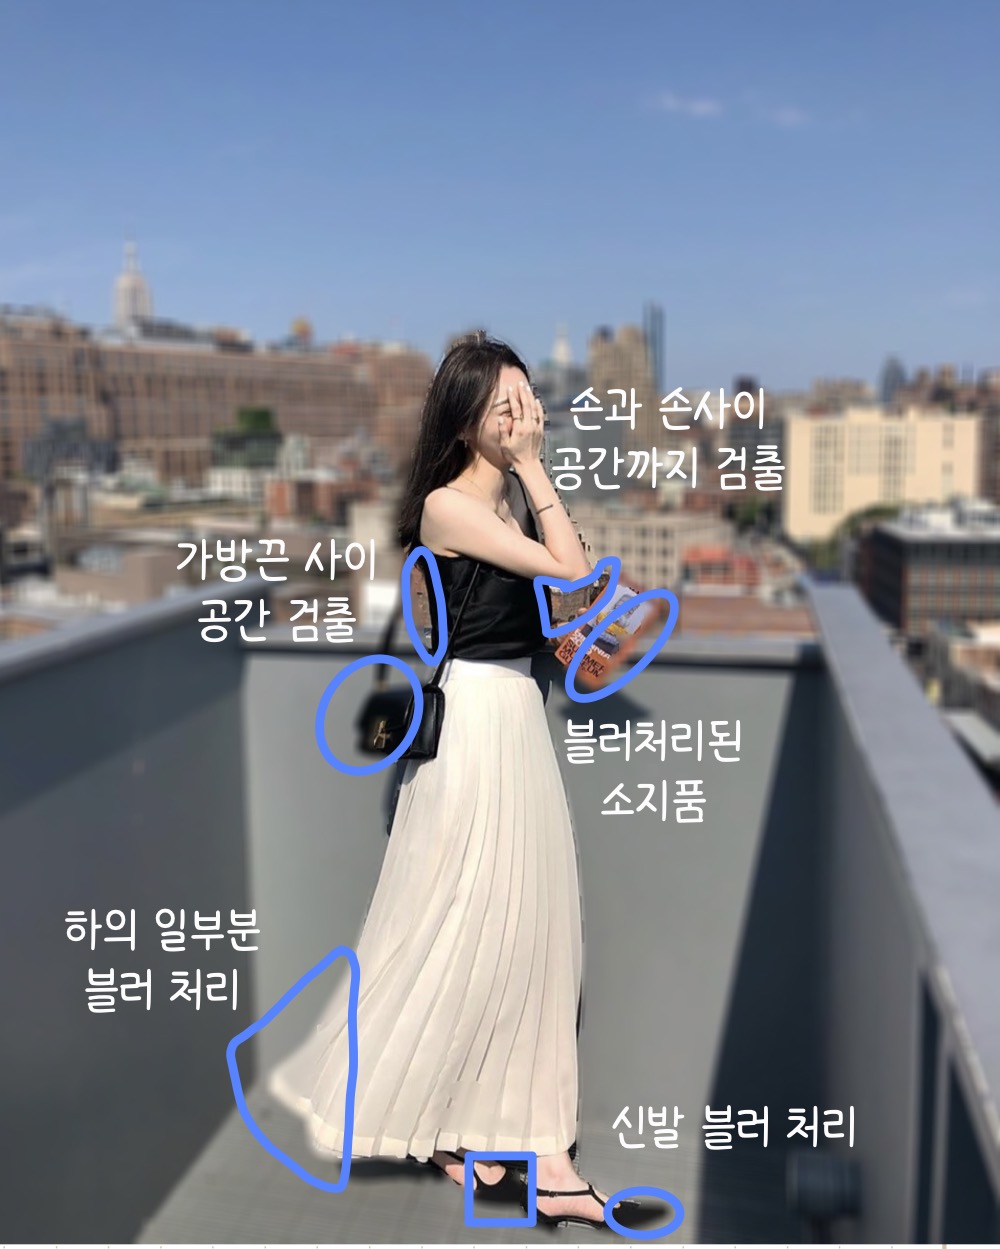 손과 손사이
공간까지 검출
가방끈 사이
공간 검출
블러처리된
소지품
하의 일부분
블러 처리
신발 블러 처리